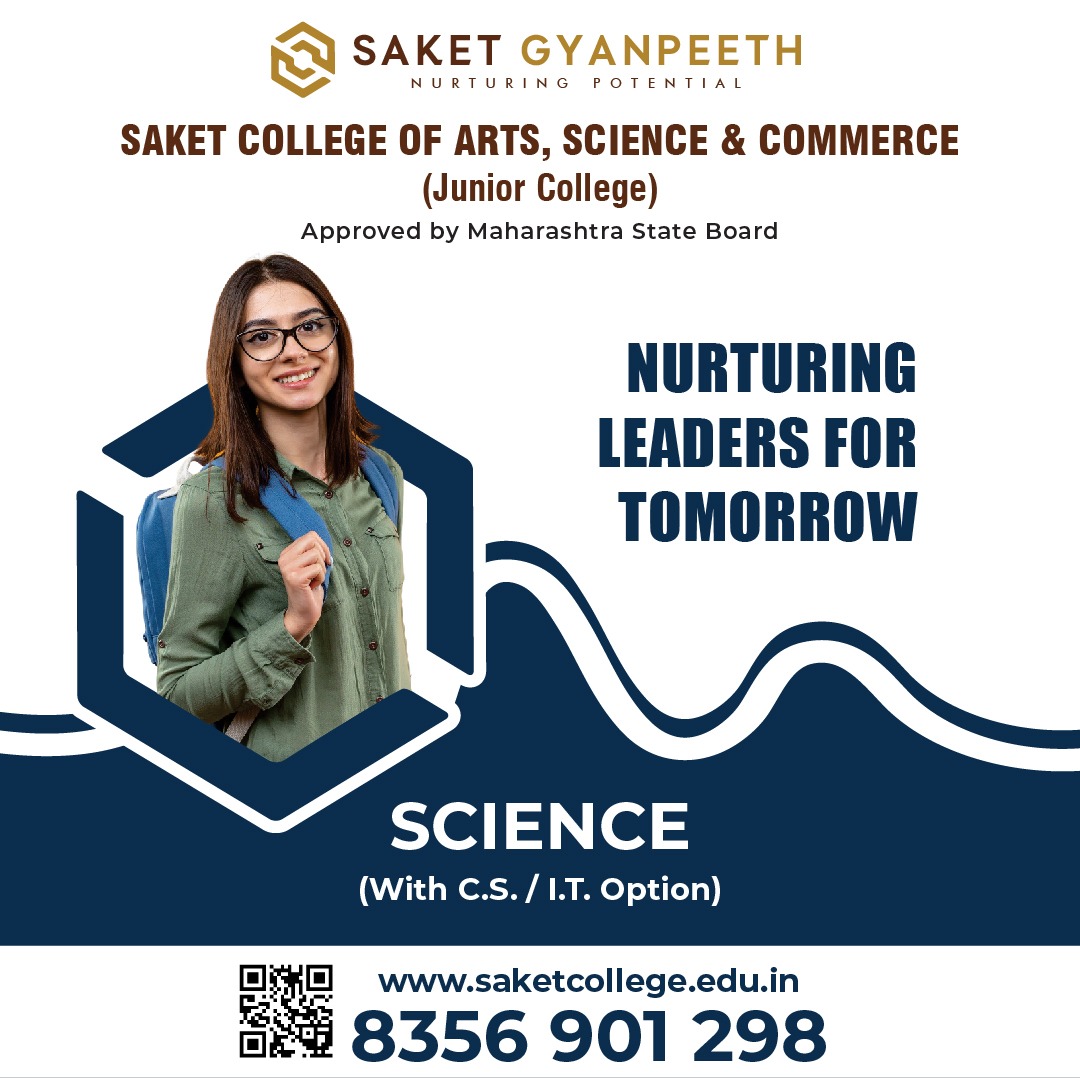 SAKET GYANPEETH
NURTURING POTENTIAL
SAKET COLLEGE OF ARTS, SCIENCE & COMMERCE
(Junior College)
Approved by Maharashtra State Board
NURTURING
LEADERS FOR
TOMORROW
SCIENCE
(With C.S. / I.T. Option)
www.saketcollege.edu.in
8356 901 298